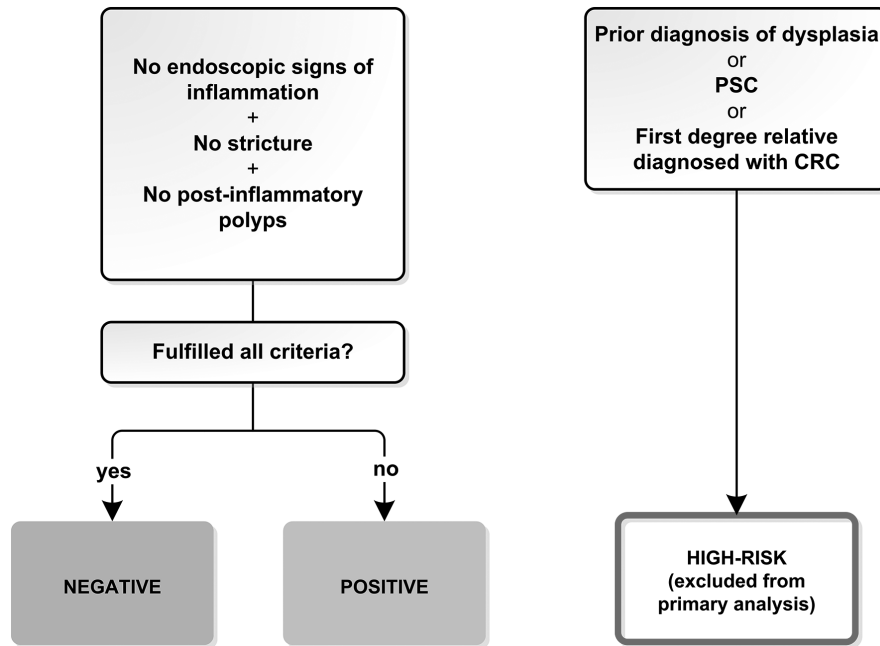 No endoscopic signs of
inflammation
+
No stricture
+
No post-inflammatory
polyps
Fulfilled all criteria?
yes
no
NEGATIVE
POSITIVE
Prior diagnosis of dysplasia
or
PSC
or
First degree relative
diagnosed with CRC
HIGH-RISK
(excluded from
primary analysis)